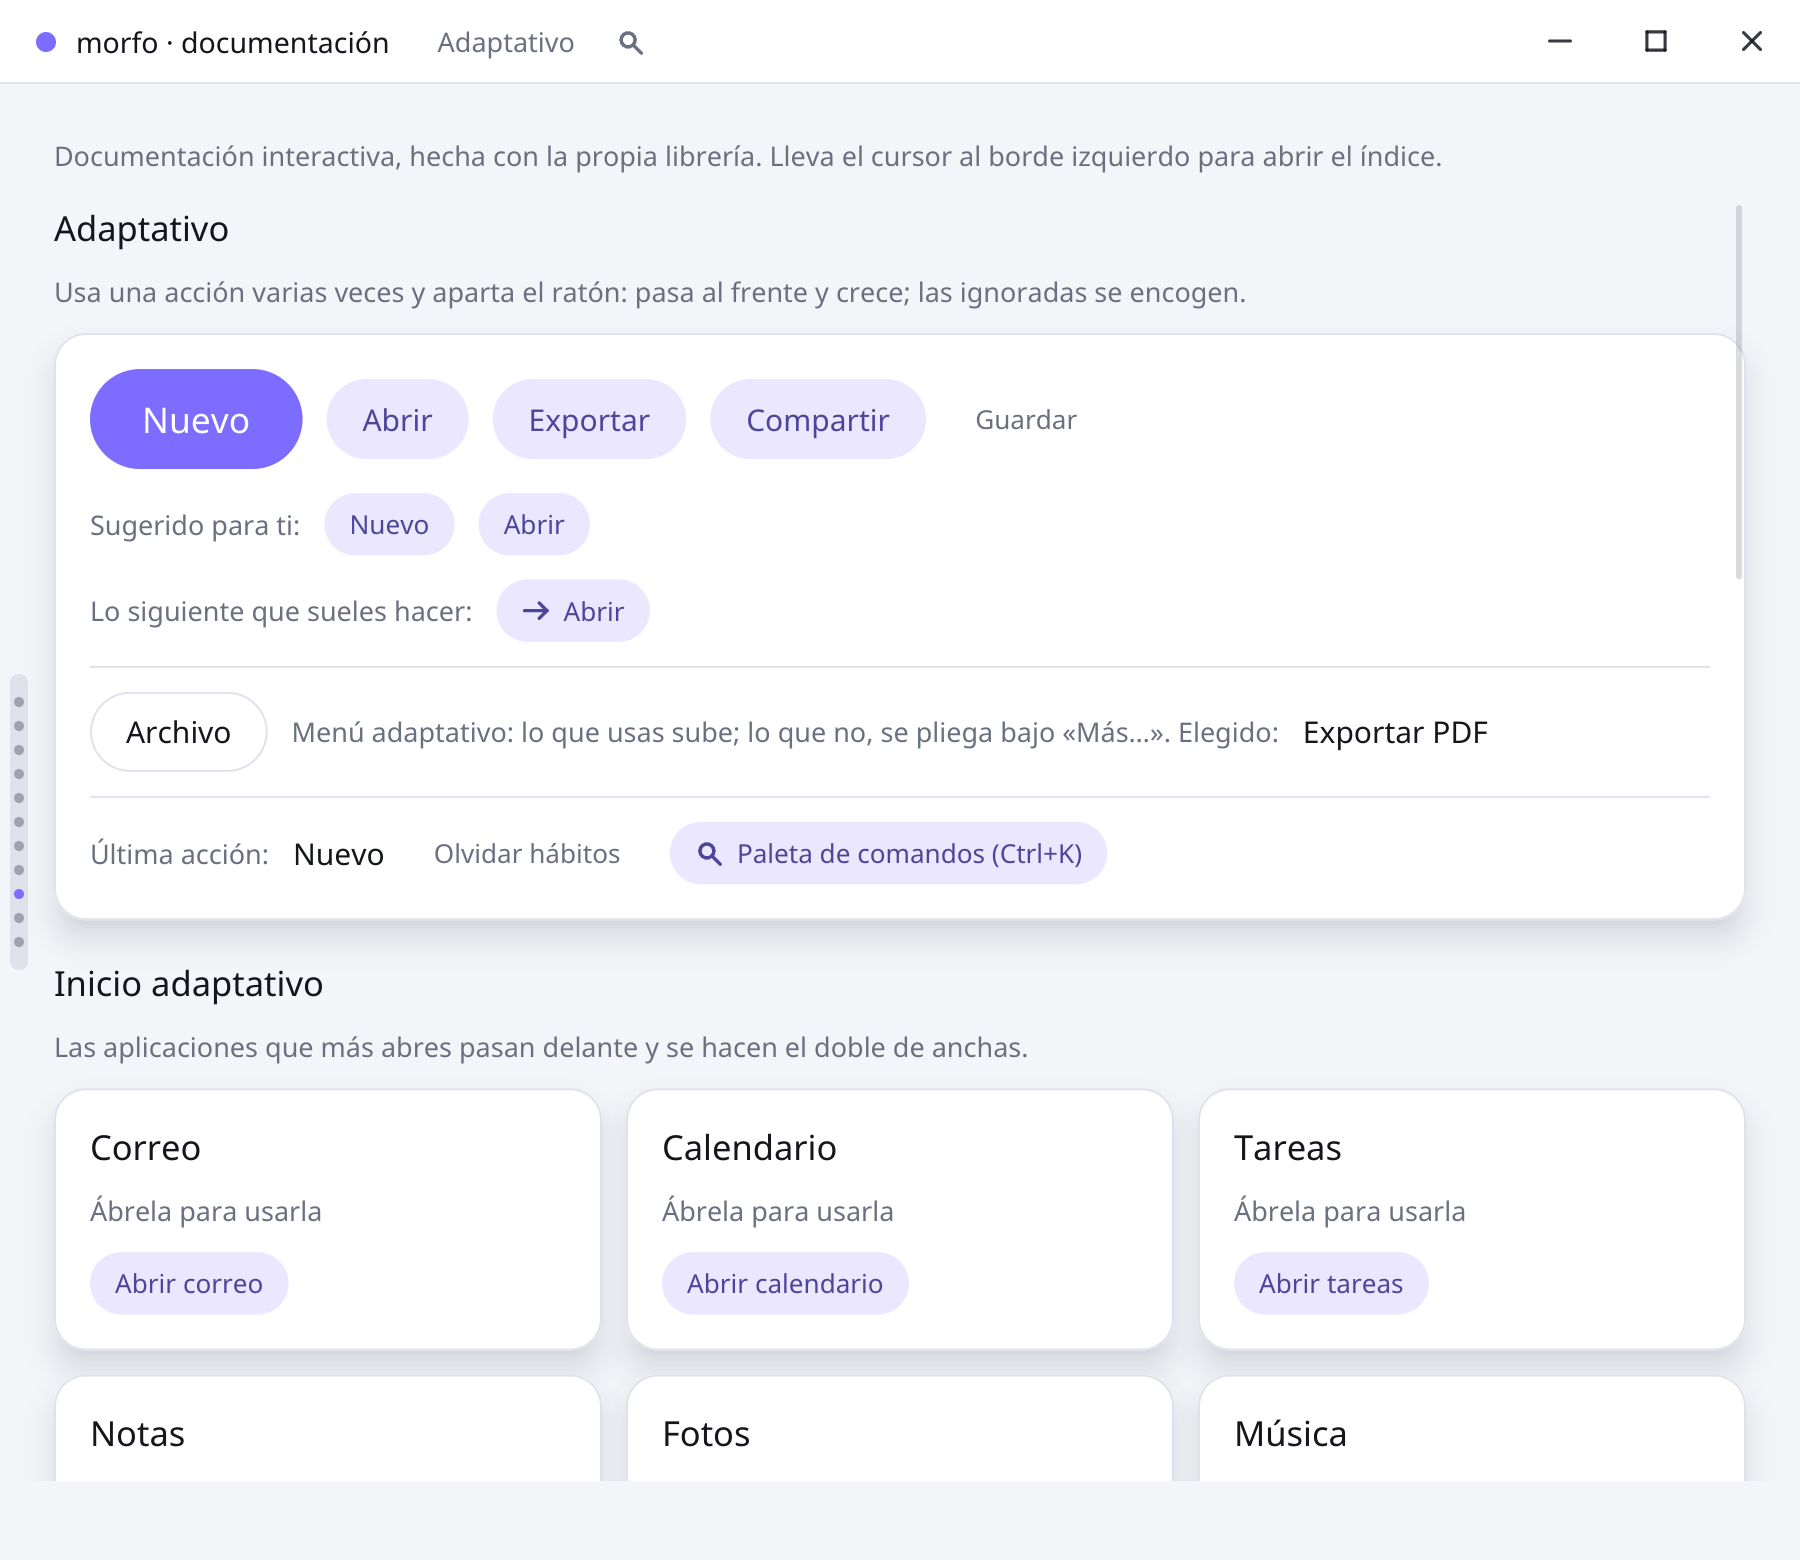 morfo · documentación Adaptativo
Documentación interactiva, hecha con la propia librería. Lleva el cursor al borde izquierdo para abrir el índice.
Adaptativo
Usa una acción varias veces y aparta el ratón: pasa al frente y crece; las ignoradas se encogen.
Nuevo Abrir Exportar Compartir Guardar
Sugerido para ti: Nuevo Abrir
Lo siguiente que sueles hacer: → Abrir
Archivo Menú adaptativo: lo que usas sube; lo que no, se pliega bajo «Más…». Elegido: Exportar PDF
Última acción: Nuevo Olvidar hábitos Paleta de comandos (Ctrl+K)
Inicio adaptativo
Las aplicaciones que más abres pasan delante y se hacen el doble de anchas.
Correo Calendario Tareas
Ábrela para usarla Ábrela para usarla Ábrela para usarla
Abrir correo Abrir calendario Abrir tareas
Notas Fotos Música